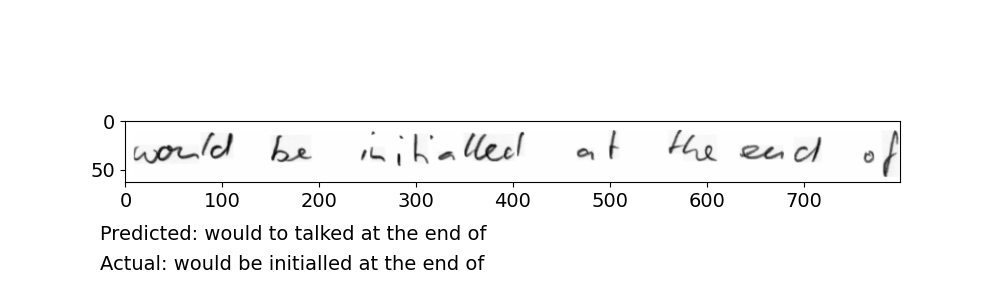 0
would be initialled at the end of
50
0 100 200 300 400 500 600 700
Predicted: would to talked at the end of
Actual: would be initialled at the end of